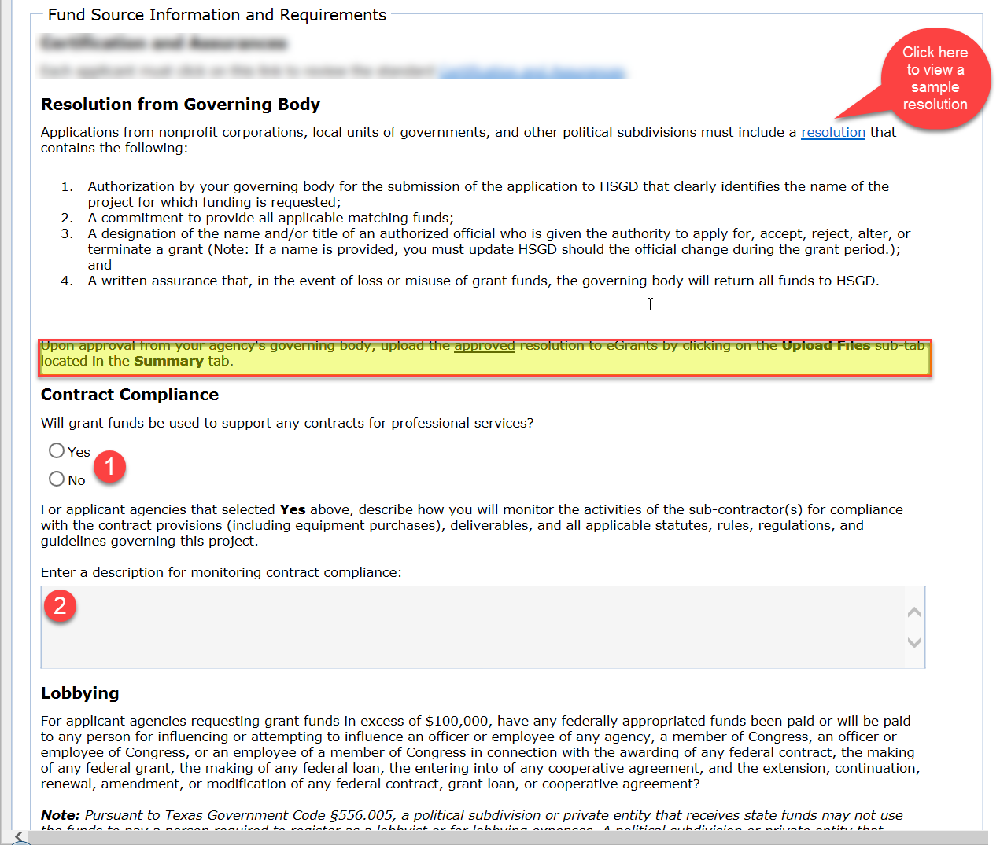 Fund Source Information and Requirements
Certification and Assurances
Each applicant must click on this link to review the standard Certification and Assurances.
Click here
to view a
sample
resolution
Resolution from Governing Body
Applications from nonprofit corporations, local units of governments, and other political subdivisions must include a resolution that
contains the following:
1. Authorization by your governing body for the submission of the application to HSGD that clearly identifies the name of the
project for which funding is requested;
2. A commitment to provide all applicable matching funds;
3. A designation of the name and/or title of an authorized official who is given the authority to apply for, accept, reject, alter, or
terminate a grant (Note: If a name is provided, you must update HSGD should the official change during the grant period.);
and
4. A written assurance that, in the event of loss or misuse of grant funds, the governing body will return all funds to HSGD.
Upon approval from your agency's governing body, upload the approved resolution to eGrants by clicking on the Upload Files sub-tab
located in the Summary tab.
Contract Compliance
Will grant funds be used to support any contracts for professional services?
Yes
1
No
For applicant agencies that selected Yes above, describe how you will monitor the activities of the sub-contractor(s) for compliance
with the contract provisions (including equipment purchases), deliverables, and all applicable statutes, rules, regulations, and
guidelines governing this project.
Enter a description for monitoring contract compliance:
2
Lobbying
For applicant agencies requesting grant funds in excess of $100,000, have any federally appropriated funds been paid or will be paid
to any person for influencing or attempting to influence an officer or employee of any agency, a member of Congress, an officer or
employee of Congress, or an employee of a member of Congress in connection with the awarding of any federal contract, the making
of any federal grant, the making of any federal loan, the entering into of any cooperative agreement, and the extension, continuation,
renewal, amendment, or modification of any federal contract, grant loan, or cooperative agreement?
Note: Pursuant to Texas Government Code §556.005, a political subdivision or private entity that receives state funds may not use
the funds to pay a person required to register as a lobbyist or for lobbying expenses. A political subdivision or private entity that